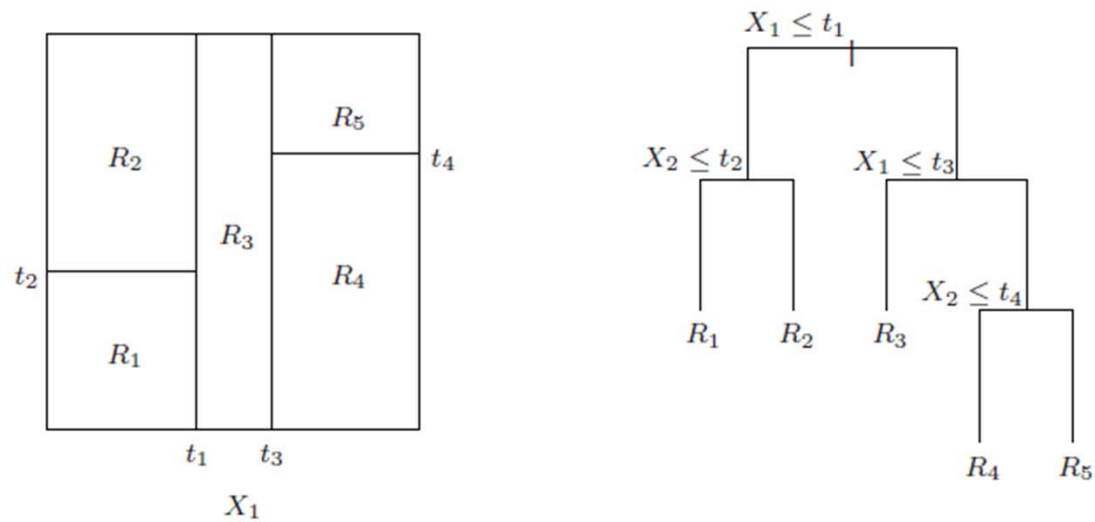 R₅
R₂
t₄
R₃
t₂
R₄
R₁
t₁ t₃
X₁
X₁ ≤ t₁
X₂ ≤ t₂ X₁ ≤ t₃
X₂ ≤ t₄
R₁ R₂ R₃
R₄ R₅